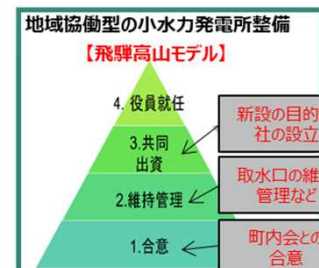 地域協働型の小水力発電所整備
【飛騨高山モデル】
4. 役員就任
3.共同
出資
2.維持管理
1.合意
新設の目的
社の設立
取水口の維
管理など
町内会との
合意